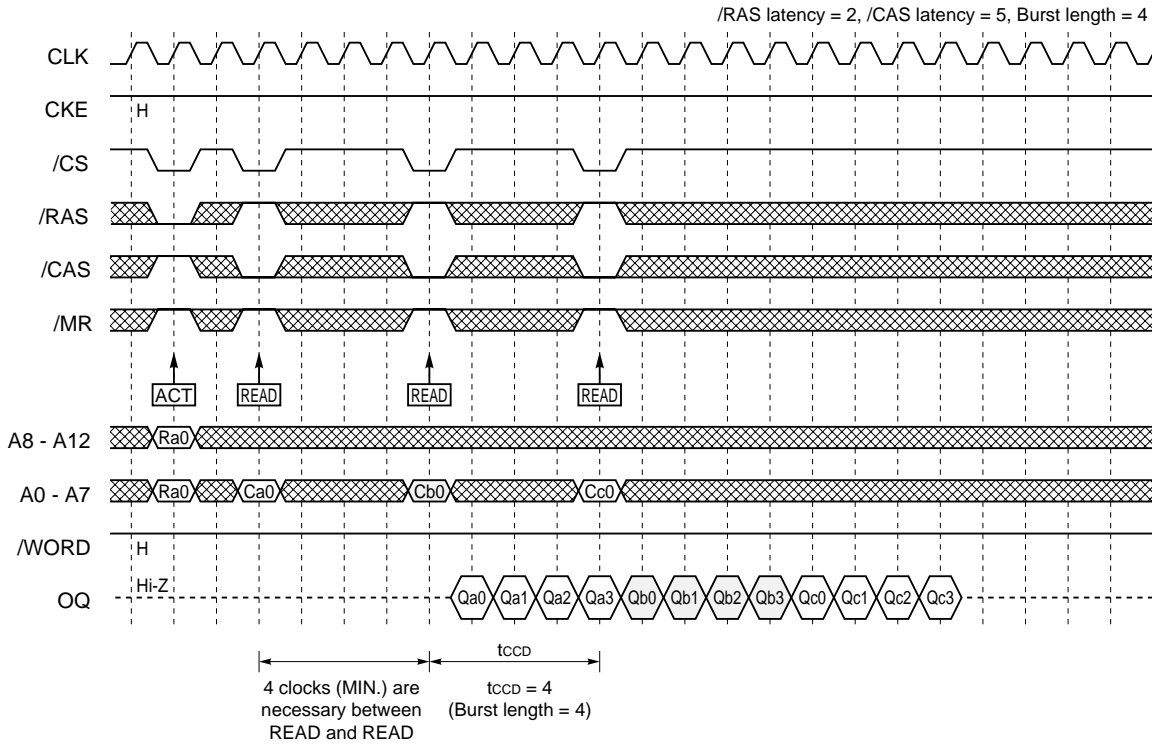 /RAS latency = 2, /CAS latency = 5, Burst length = 4
CLK
CKE
H
/CS
/RAS
/CAS
/MR
ACT READ READ READ
A8 - A12
Ra0
A0 - A7
Ra0 Ca0 Cb0 Cc0
/WORD
H
OQ
Hi-Z
Qa0 Qa1 Qa2 Qa3 Qb0 Qb1 Qb2 Qb3 Qc0 Qc1 Qc2 Qc3
tCCD
4 clocks (MIN.) are
necessary between
READ and READ
tCCD = 4
(Burst length = 4)